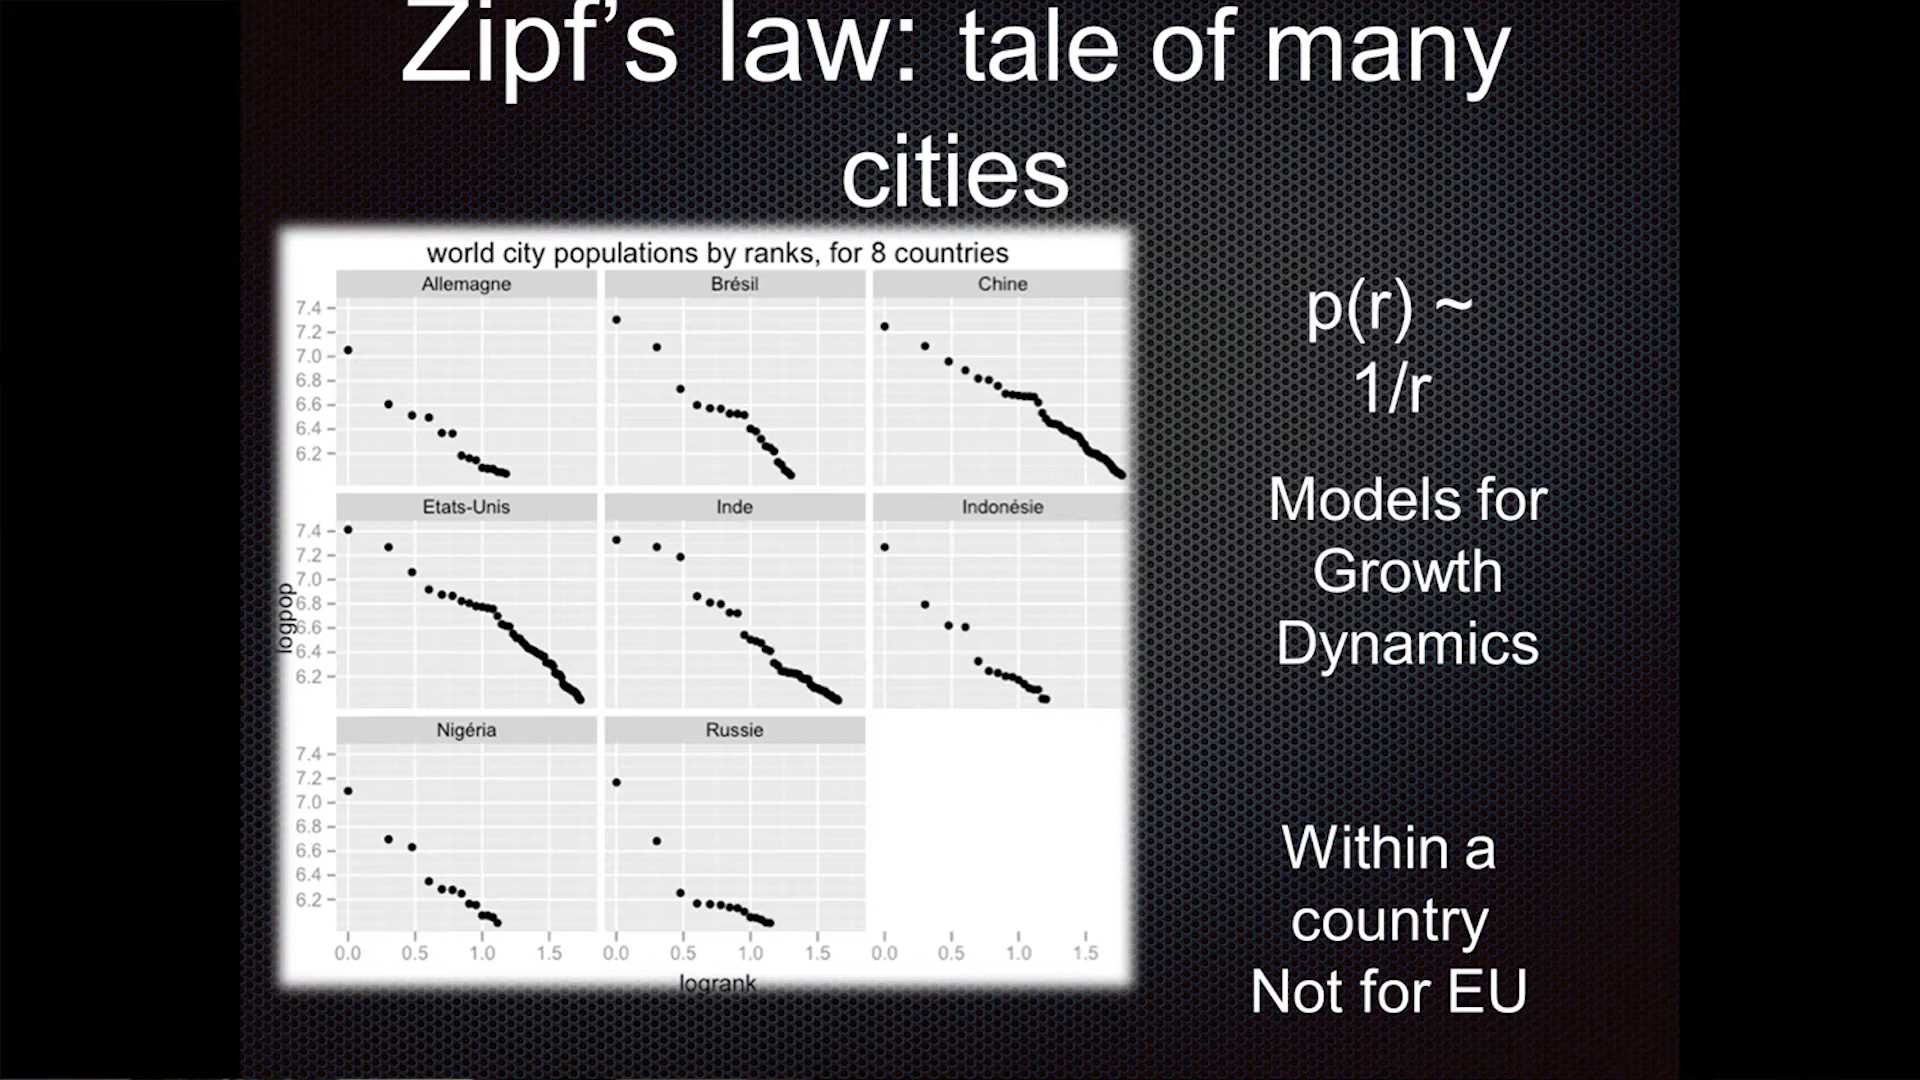 Zipf’s law: tale of many
cities
world city populations by ranks, for 8 countries
Allemagne
Brésil
Chine
7.4
7.2
7.0
6.8
6.6
6.4
6.2
Etats-Unis
Inde
Indonésie
7.4
7.2
7.0
6.8
6.6
6.4
6.2
logpop
Nigéria
Russie
7.4
7.2
7.0
6.8
6.6
6.4
6.2
0.0 0.5 1.0 1.5 0.0 0.5 1.0 1.5 0.0 0.5 1.0 1.5
logrank
p(r) ~
1/r
Models for
Growth
Dynamics
Within a
country
Not for EU